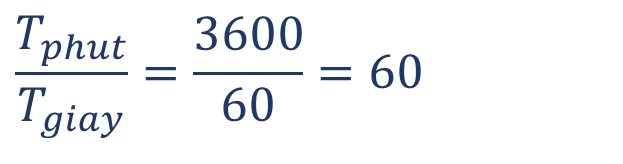 T_phut / T_giay = 3600 / 60 = 60